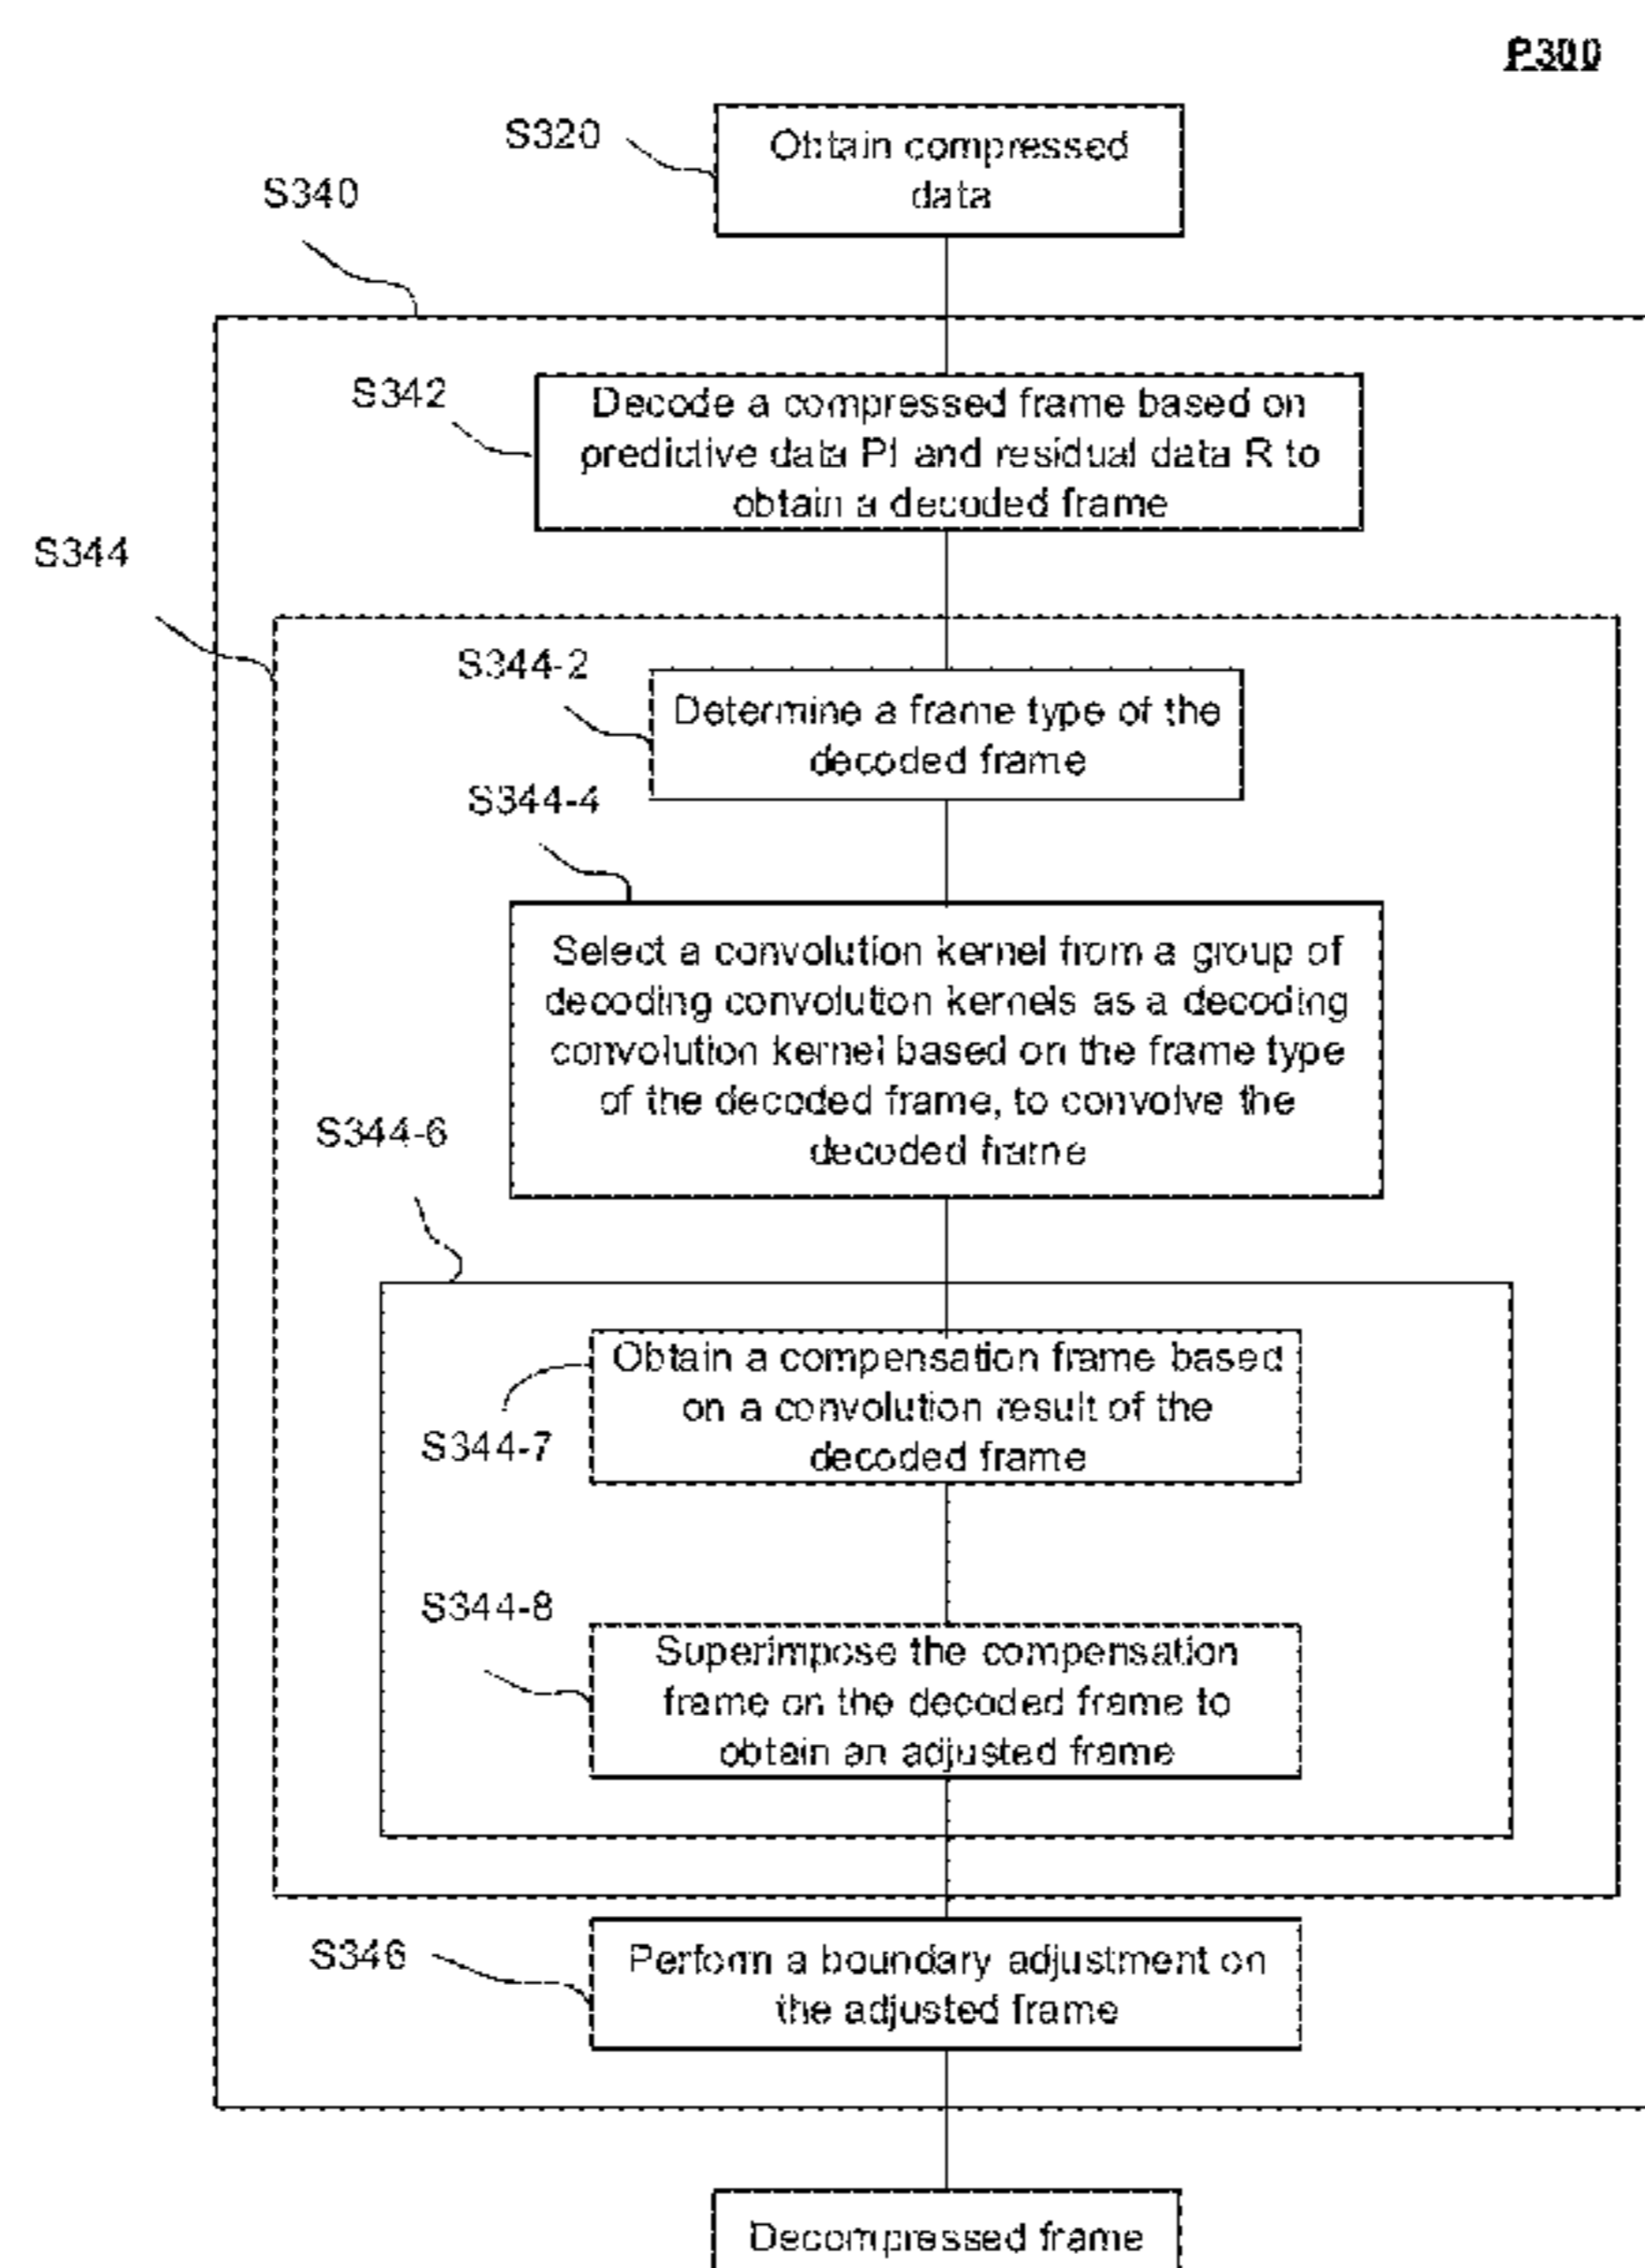 P300
S320
Obtain compressed
data
S340
S342
Decode a compressed frame based on
predictive data PI and residual data R to
obtain a decoded frame
S344
S344-2
Determine a frame type of the
decoded frame
S344-4
Select a convolution kernel from a group of
decoding convolution kernels as a decoding
convolution kernel based on the frame type
of the decoded frame, to convolve the
decoded frame
S344-6
Obtain a compensation frame based
on a convolution result of the
decoded frame
S344-7
S344-8
Superimpose the compensation
frame on the decoded frame to
obtain an adjusted frame
S346
Perform a boundary adjustment on
the adjusted frame
Decompressed frame